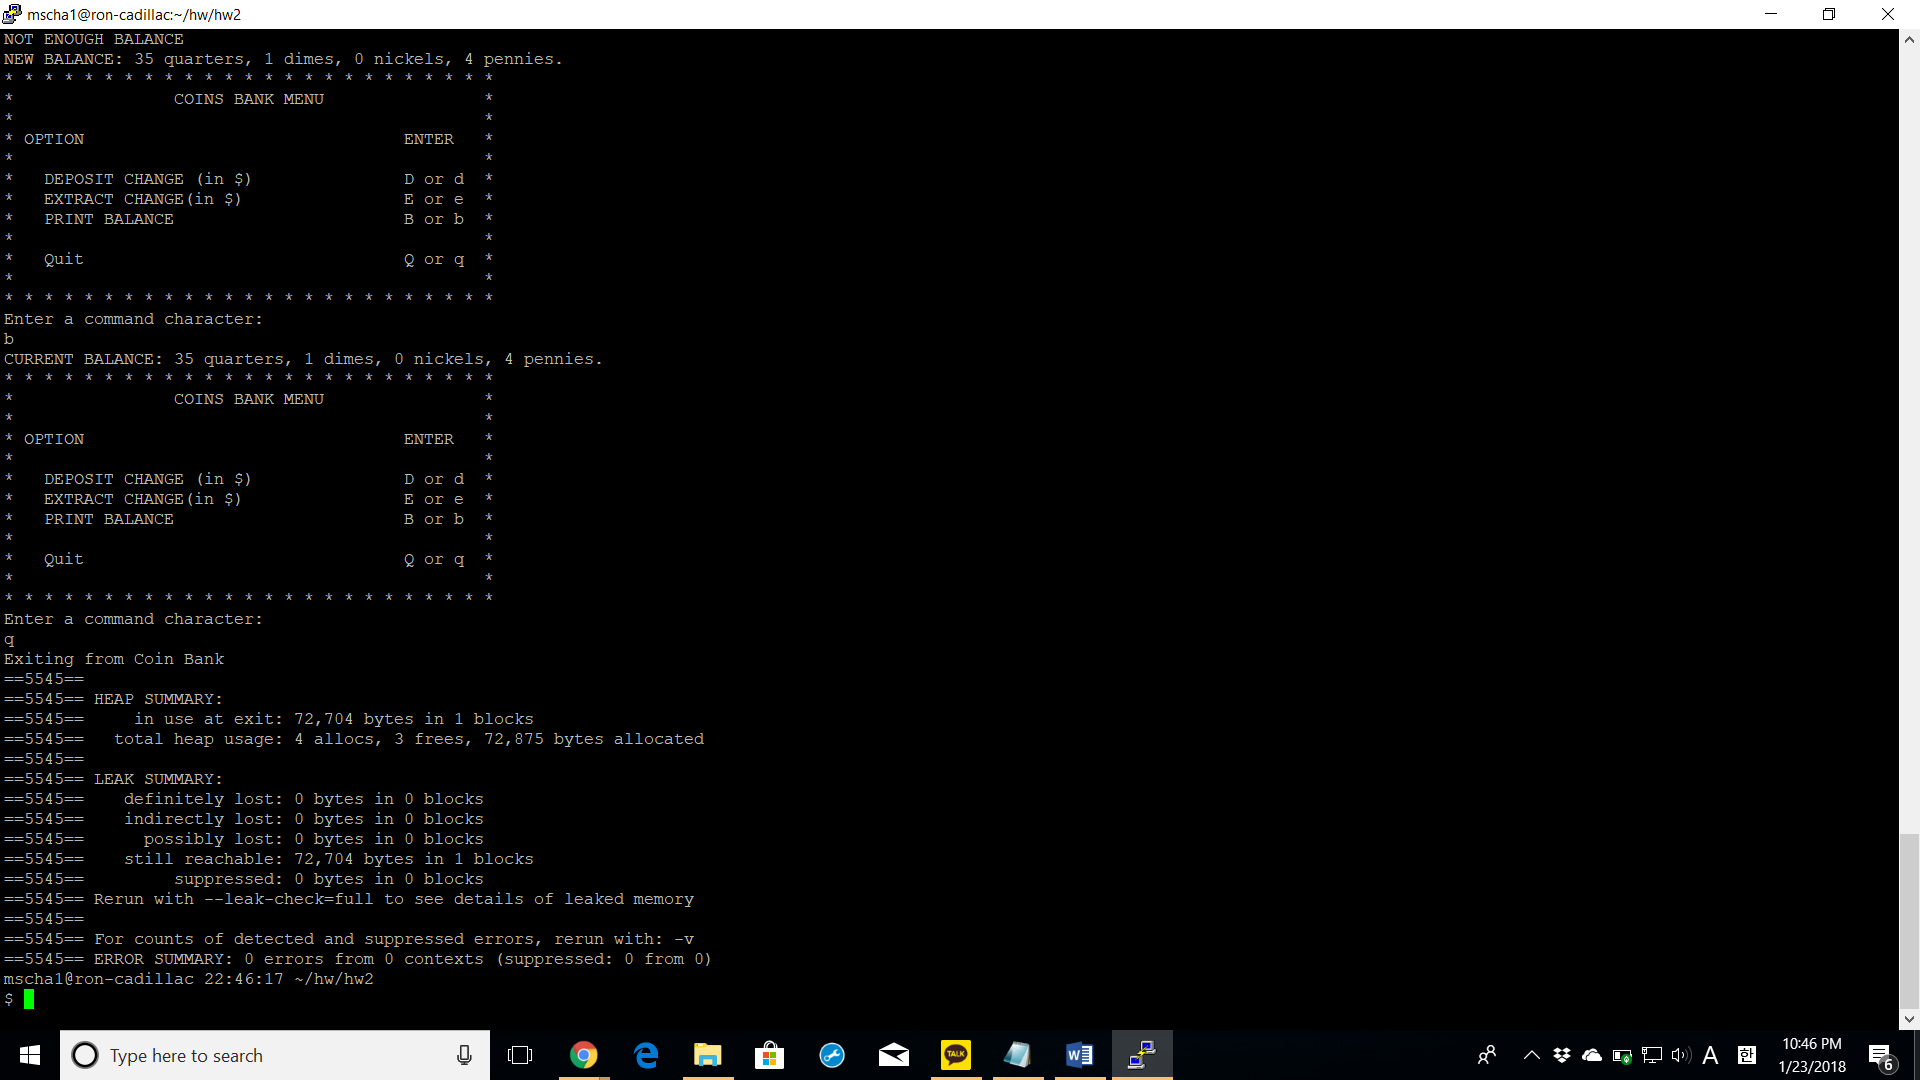 mscha1@ron-cadillac:~/hw/hw2
NOT ENOUGH BALANCE
NEW BALANCE: 35 quarters, 1 dimes, 0 nickels, 4 pennies.
* * * * * * * * * * * * * * * * * * * * * * * * *
* COINS BANK MENU *
* *
* OPTION ENTER *
* *
* DEPOSIT CHANGE (in $) D or d *
* EXTRACT CHANGE(in $) E or e *
* PRINT BALANCE B or b *
* *
* Quit Q or q *
* *
* * * * * * * * * * * * * * * * * * * * * * * * *
Enter a command character:
b
CURRENT BALANCE: 35 quarters, 1 dimes, 0 nickels, 4 pennies.
* * * * * * * * * * * * * * * * * * * * * * * * *
* COINS BANK MENU *
* *
* OPTION ENTER *
* *
* DEPOSIT CHANGE (in $) D or d *
* EXTRACT CHANGE(in $) E or e *
* PRINT BALANCE B or b *
* *
* Quit Q or q *
* *
* * * * * * * * * * * * * * * * * * * * * * * * *
Enter a command character:
q
Exiting from Coin Bank
==5545==
==5545== HEAP SUMMARY:
==5545== in use at exit: 72,704 bytes in 1 blocks
==5545== total heap usage: 4 allocs, 3 frees, 72,875 bytes allocated
==5545==
==5545== LEAK SUMMARY:
==5545== definitely lost: 0 bytes in 0 blocks
==5545== indirectly lost: 0 bytes in 0 blocks
==5545== possibly lost: 0 bytes in 0 blocks
==5545== still reachable: 72,704 bytes in 1 blocks
==5545== suppressed: 0 bytes in 0 blocks
==5545== Rerun with --leak-check=full to see details of leaked memory
==5545==
==5545== For counts of detected and suppressed errors, rerun with: -v
==5545== ERROR SUMMARY: 0 errors from 0 contexts (suppressed: 0 from 0)
mscha1@ron-cadillac 22:46:17 ~/hw/hw2
$
Type here to search
TALK
A 한
10:46 PM
1/23/2018
6